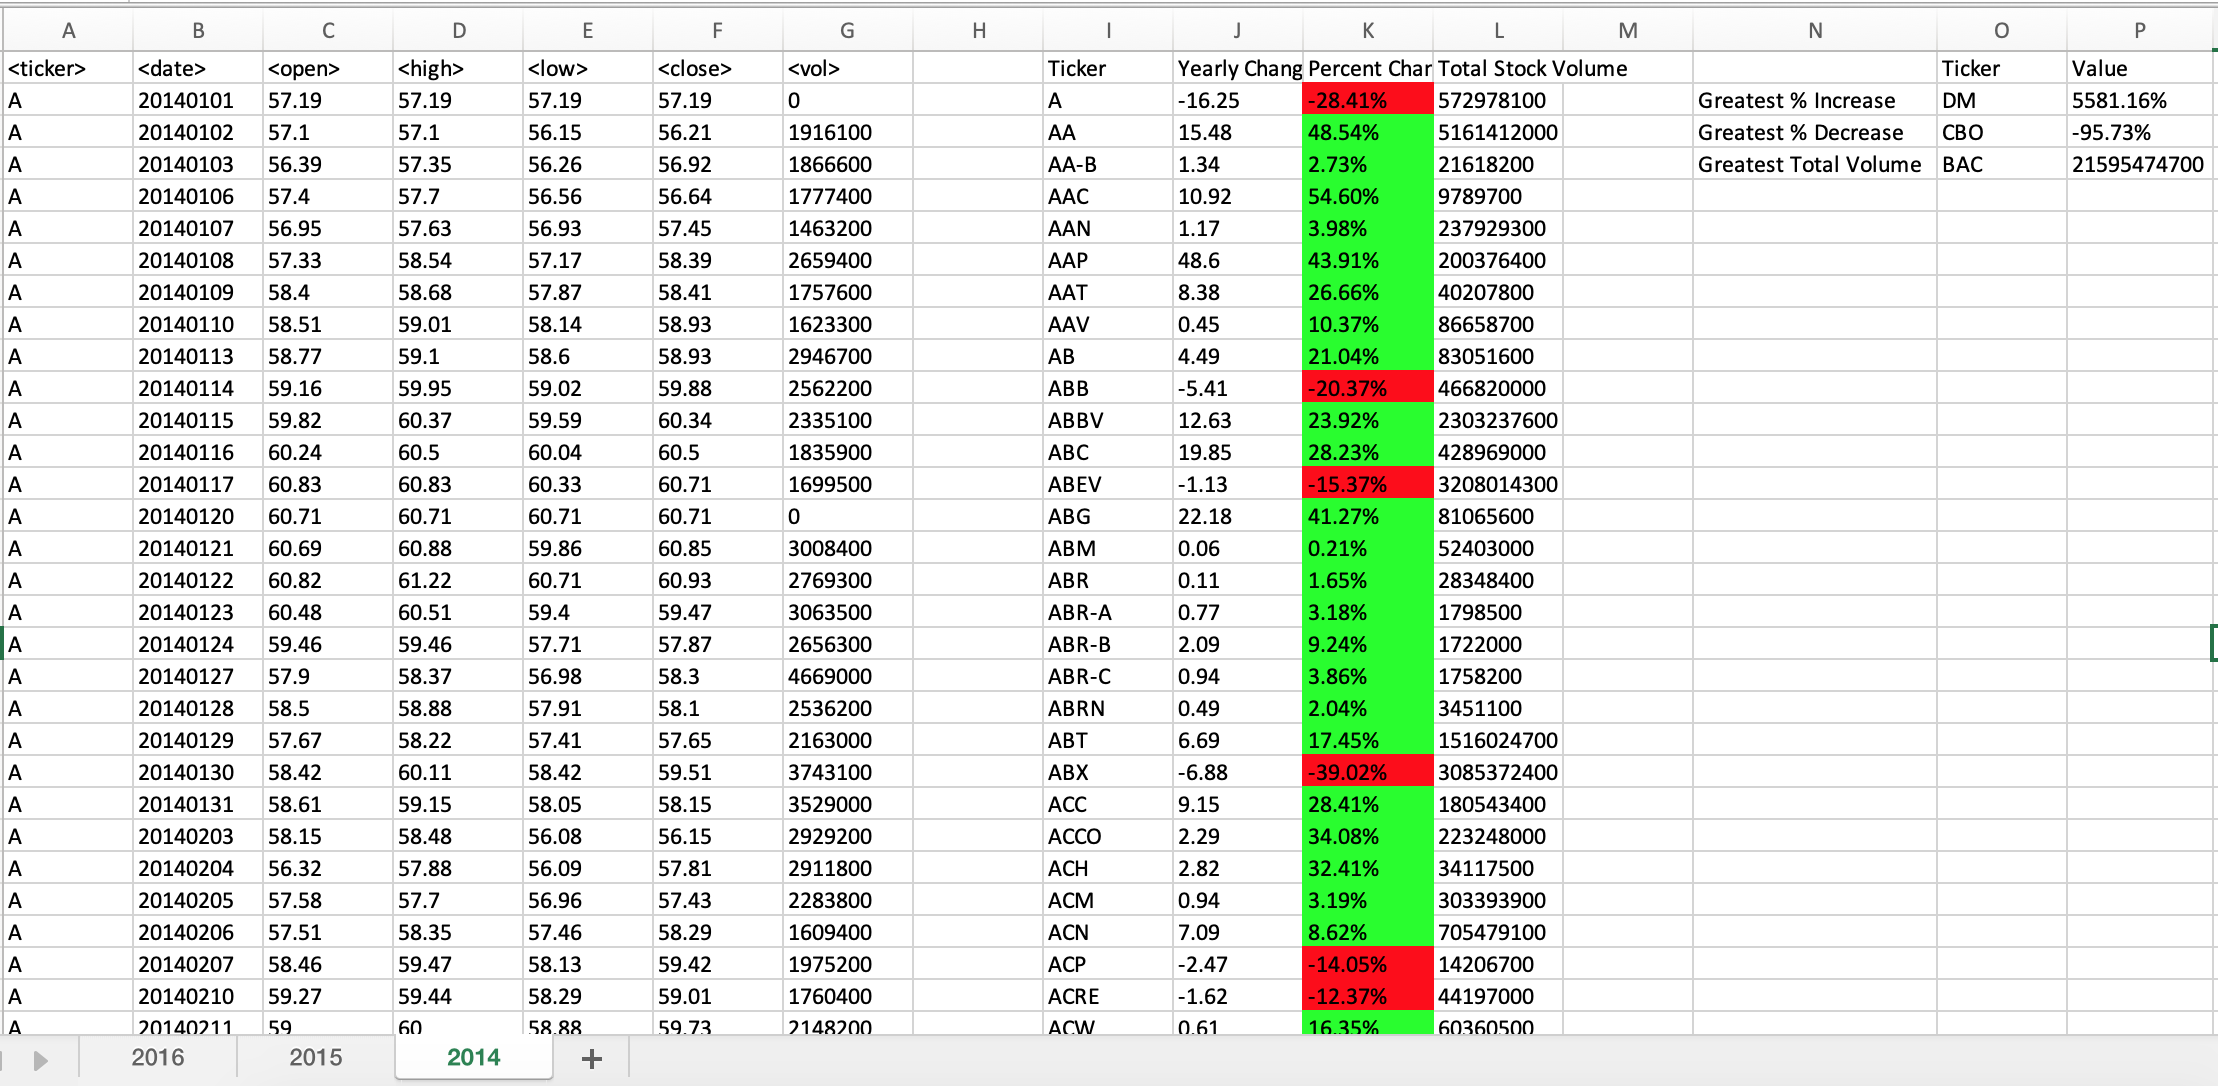 A B C D E F G H I J K L M N O P
<ticker> <date> <open> <high> <low> <close> <vol> Ticker Yearly Chang Percent Char Total Stock Volume Ticker Value
A 20140101 57.19 57.19 57.19 57.19 0 A -16.25 -28.41% 572978100 Greatest % Increase DM 5581.16%
A 20140102 57.1 57.1 56.15 56.21 1916100 AA 15.48 48.54% 5161412000 Greatest % Decrease CBO -95.73%
A 20140103 56.39 57.35 56.26 56.92 1866600 AA-B 1.34 2.73% 21618200 Greatest Total Volume BAC 21595474700
A 20140106 57.4 57.7 56.56 56.64 1777400 AAC 10.92 54.60% 9789700
A 20140107 56.95 57.63 56.93 57.45 1463200 AAN 1.17 3.98% 237929300
A 20140108 57.33 58.54 57.17 58.39 2659400 AAP 48.6 43.91% 200376400
A 20140109 58.4 58.68 57.87 58.41 1757600 AAT 8.38 26.66% 40207800
A 20140110 58.51 59.01 58.14 58.93 1623300 AAV 0.45 10.37% 86658700
A 20140113 58.77 59.1 58.6 58.93 2946700 AB 4.49 21.04% 83051600
A 20140114 59.16 59.95 59.02 59.88 2562200 ABB -5.41 -20.37% 466820000
A 20140115 59.82 60.37 59.59 60.34 2335100 ABBV 12.63 23.92% 2303237600
A 20140116 60.24 60.5 60.04 60.5 1835900 ABC 19.85 28.23% 428969000
A 20140117 60.83 60.83 60.33 60.71 1699500 ABEV -1.13 -15.37% 3208014300
A 20140120 60.71 60.71 60.71 60.71 0 ABG 22.18 41.27% 81065600
A 20140121 60.69 60.88 59.86 60.85 3008400 ABM 0.06 0.21% 52403000
A 20140122 60.82 61.22 60.71 60.93 2769300 ABR 0.11 1.65% 28348400
A 20140123 60.48 60.51 59.4 59.47 3063500 ABR-A 0.77 3.18% 1798500
A 20140124 59.46 59.46 57.71 57.87 2656300 ABR-B 2.09 9.24% 1722000
A 20140127 57.9 58.37 56.98 58.3 4669000 ABR-C 0.94 3.86% 1758200
A 20140128 58.5 58.88 57.91 58.1 2536200 ABRN 0.49 2.04% 3451100
A 20140129 57.67 58.22 57.41 57.65 2163000 ABT 6.69 17.45% 1516024700
A 20140130 58.42 60.11 58.42 59.51 3743100 ABX -6.88 -39.02% 3085372400
A 20140131 58.61 59.15 58.05 58.15 3529000 ACC 9.15 28.41% 180543400
A 20140203 58.15 58.48 56.08 56.15 2929200 ACCO 2.29 34.08% 223248000
A 20140204 56.32 57.88 56.09 57.81 2911800 ACH 2.82 32.41% 34117500
A 20140205 57.58 57.7 56.96 57.43 2283800 ACM 0.94 3.19% 303393900
A 20140206 57.51 58.35 57.46 58.29 1609400 ACN 7.09 8.62% 705479100
A 20140207 58.46 59.47 58.13 59.42 1975200 ACP -2.47 -14.05% 14206700
A 20140210 59.27 59.44 58.29 59.01 1760400 ACRE -1.62 -12.37% 44197000
A 20140211 59 60 58.88 59.73 2148200 ACW 0.61 16.35% 60360500
2016 2015 2014 +